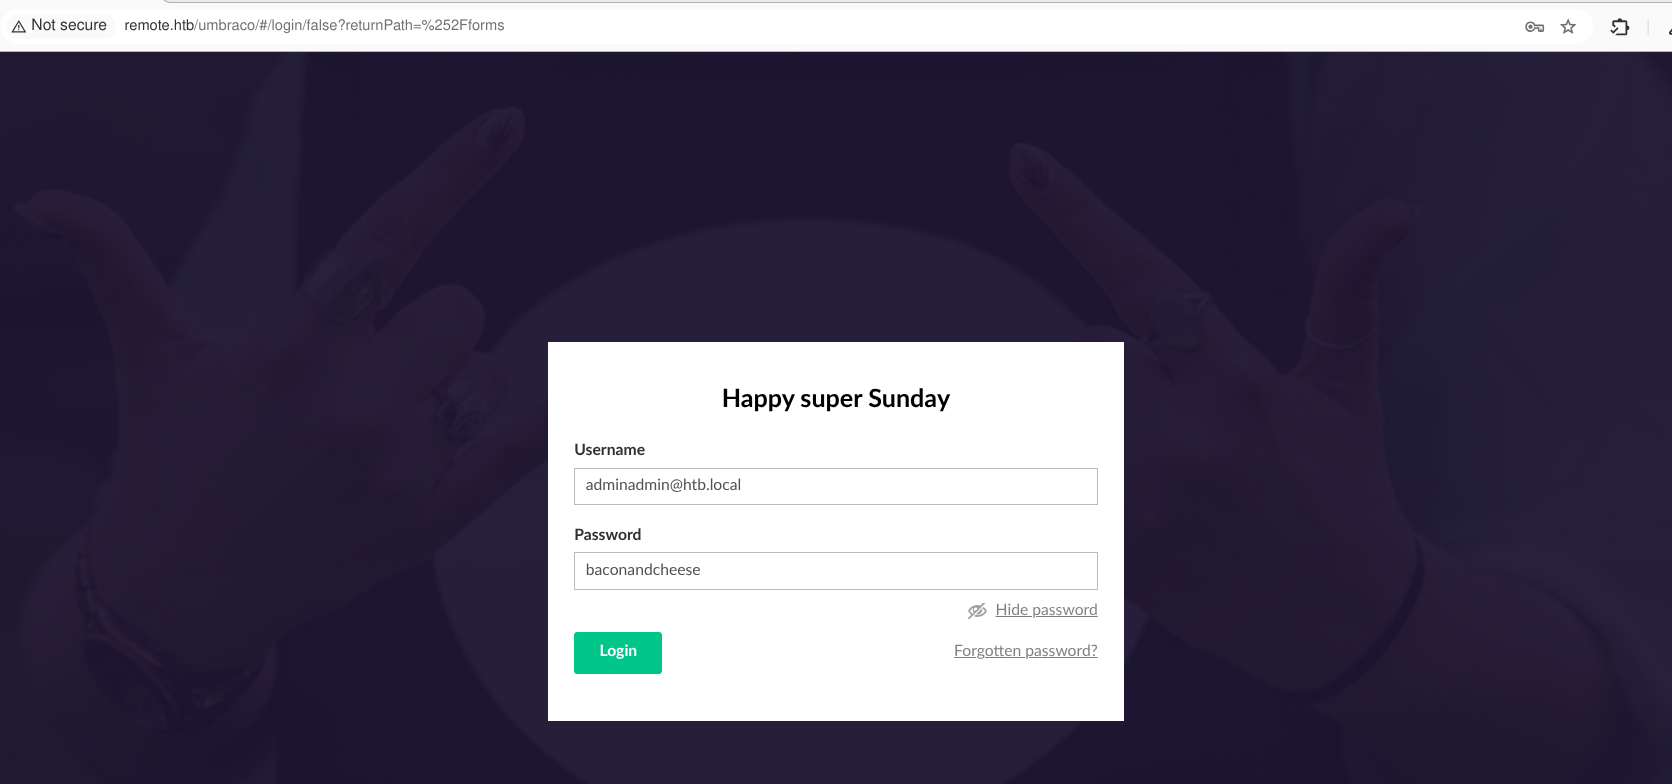 Not secure remote.htb/umbraco/#/login/false?returnPath=%252Fforms
Happy super Sunday
Username
adminadmin@htb.local
Password
baconandcheese
Hide password
Login Forgotten password?